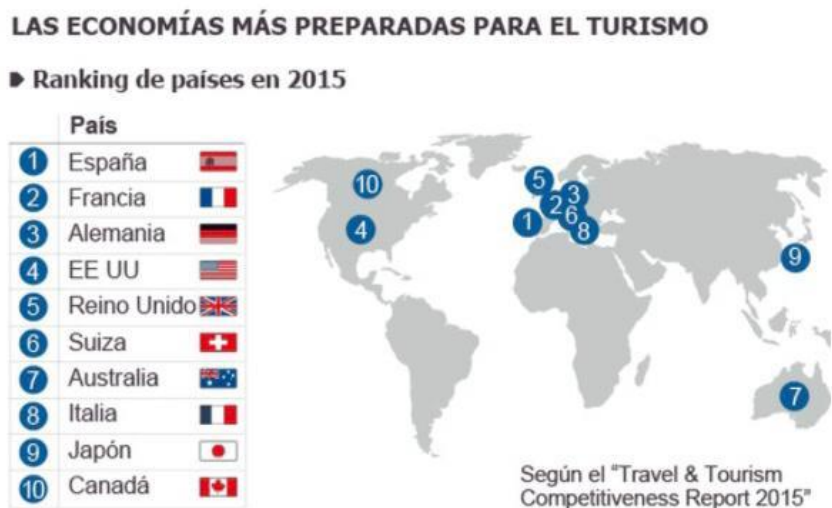 LAS ECONOMÍAS MÁS PREPARADAS PARA EL TURISMO
Ranking de países en 2015
País
1 España
2 Francia
3 Alemania
4 EE UU
5 Reino Unido
6 Suiza
7 Australia
8 Italia
9 Japón
10 Canadá
10
5
3
2
6
1
4
8
9
7
Según el "Travel & Tourism
Competitiveness Report 2015"